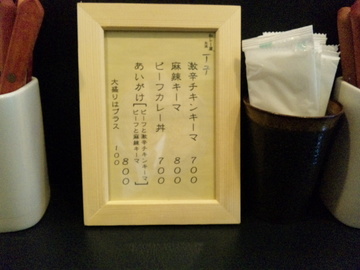 激辛チキンキーマ 700
麻辣キーマ 800
ビーフカレー丼 700
あいがけ[ビーフと激辛チキンキーマ
ビーフと麻辣キーマ] 800
大盛りはプラス 100